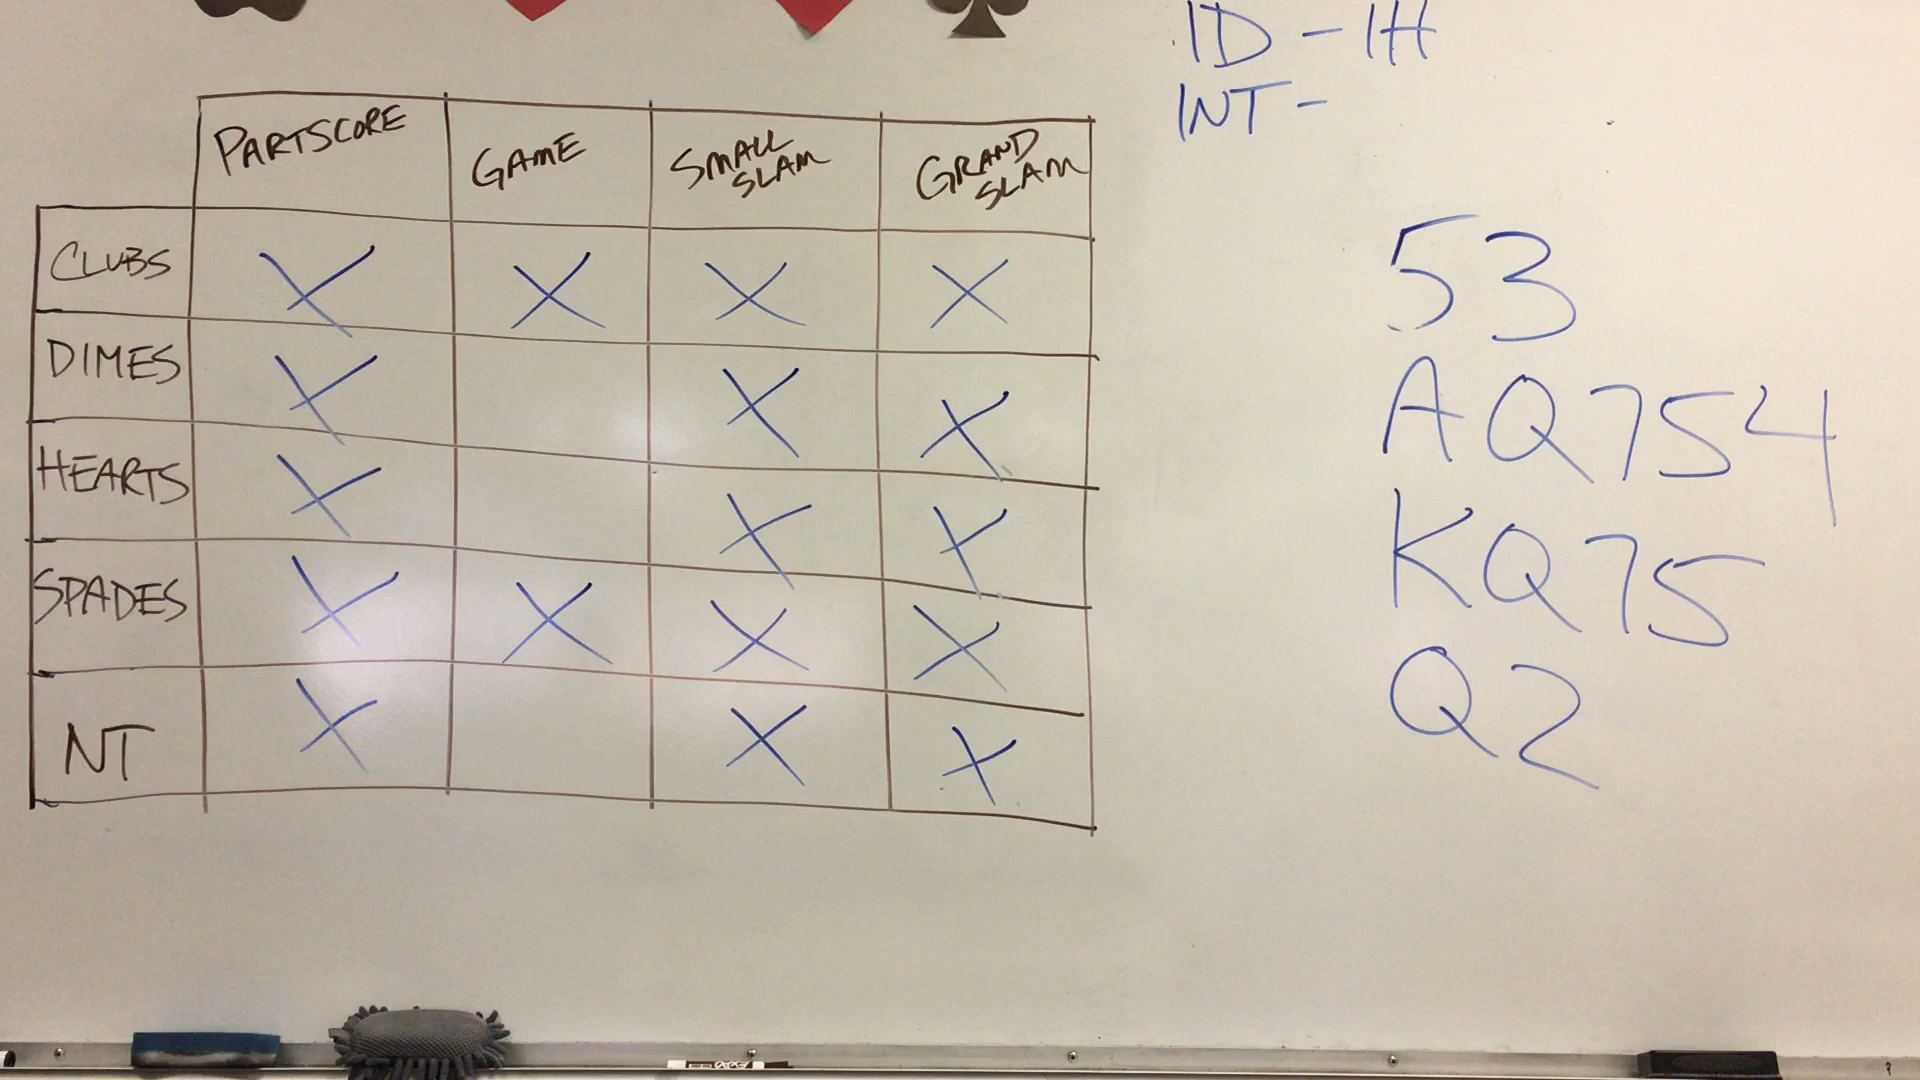 1D - 1H
1NT -
PARTSCORE GAME SMALL SLAM GRAND SLAM
CLUBS X X X X
DIMES X X X
HEARTS X X X
SPADES X X X X
NT X X X
53
AQ754
KQ75
Q2